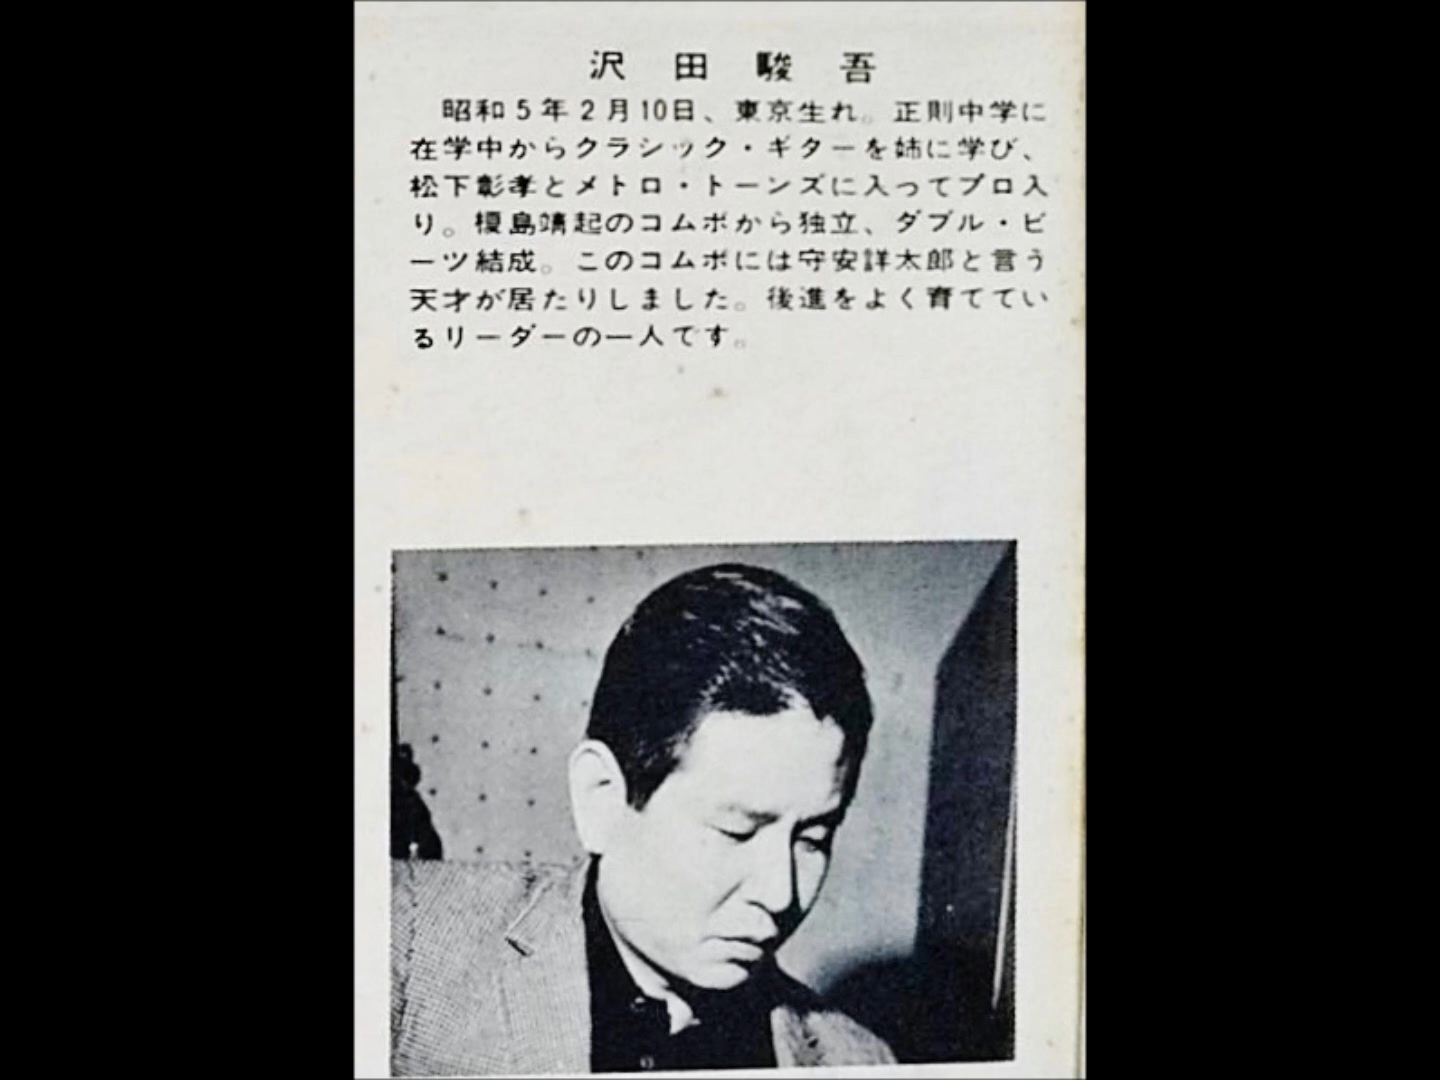 沢田駿吾
昭和5年2月10日、東京生れ。正則中学に
在学中からクラシック・ギターを姉に学び、
松下彰孝とメトロ・トーンズに入ってプロ入
り。榎島靖起のコムボから独立、ダブル・ビ
ーツ結成。このコムボには守安詳太郎と言う
天才が居たりしました。後進をよく育ててい
るリーダーの一人です。